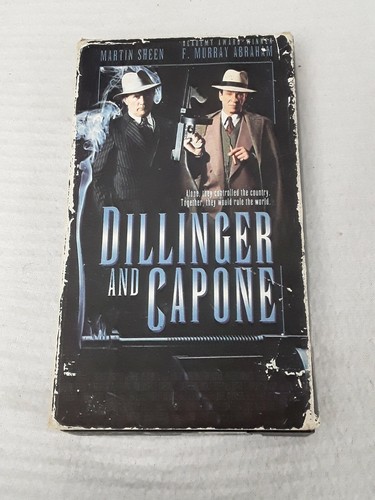 MARTIN SHEEN
ACADEMY AWARD WINNER
F. MURRAY ABRAHAM
Alone, they controlled the country.
Together, they would rule the world.
DILLINGER
AND CAPONE